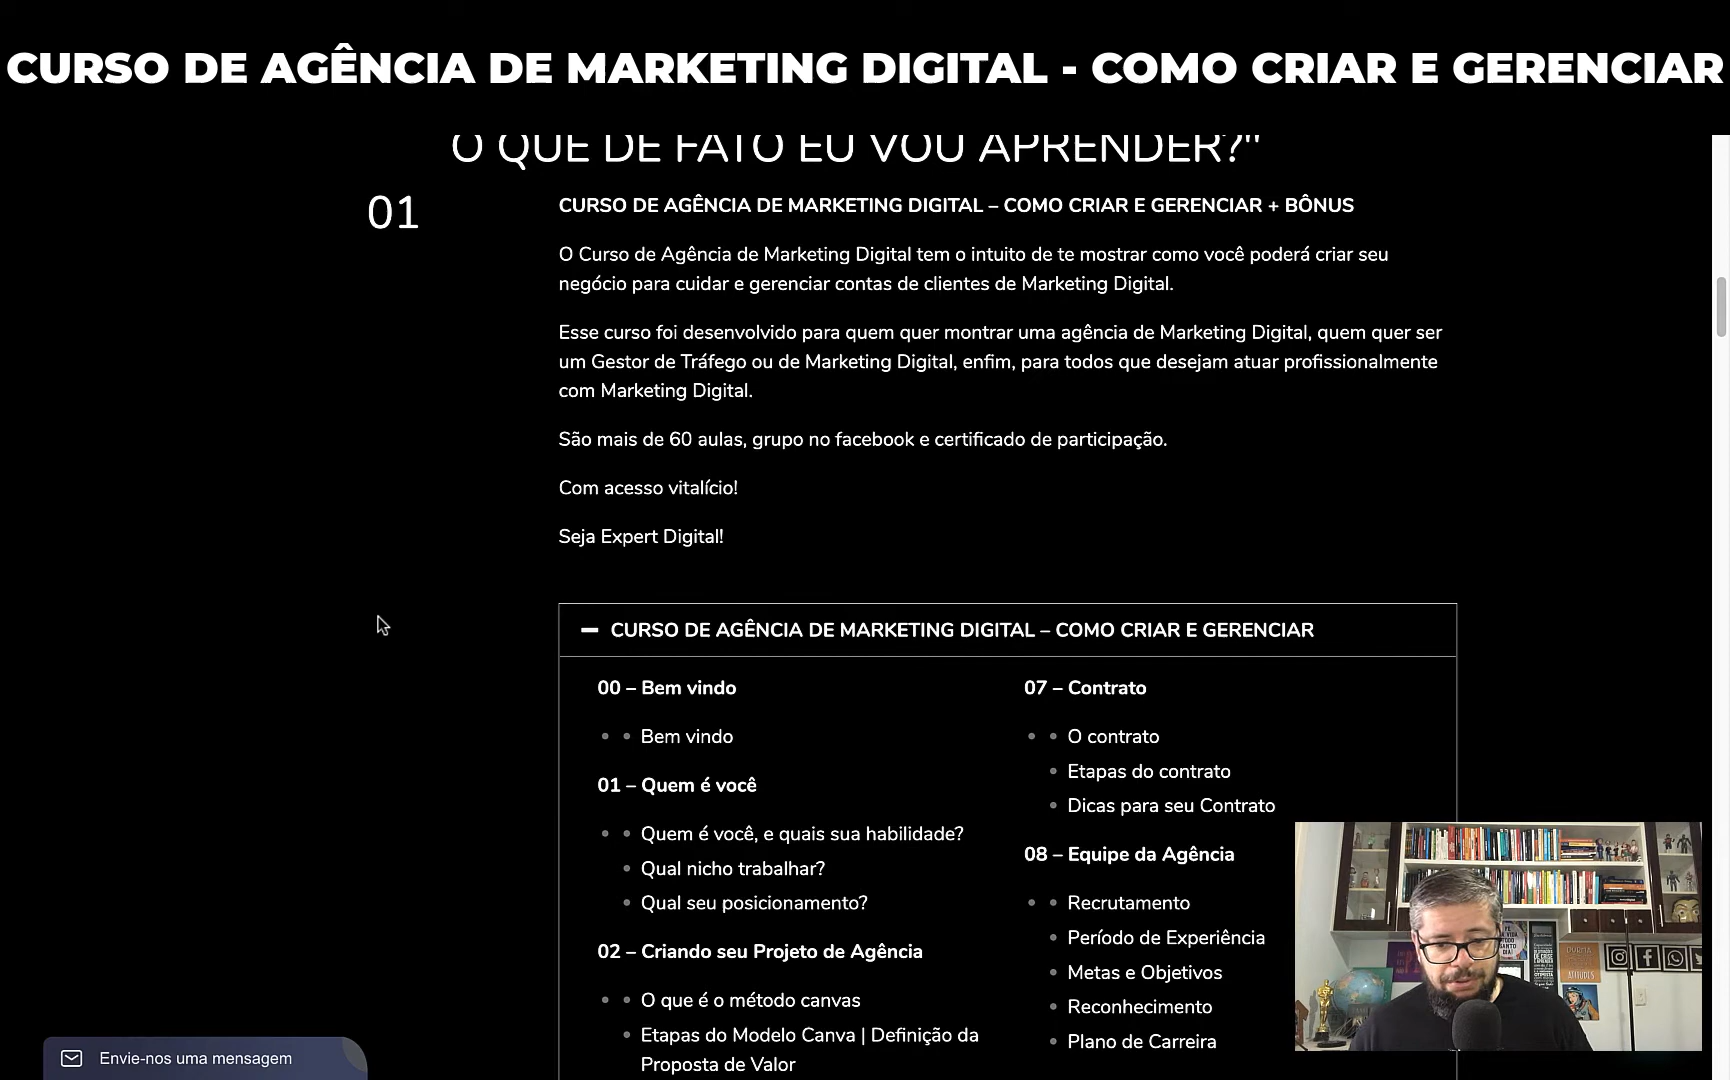 CURSO DE AGÊNCIA DE MARKETING DIGITAL - COMO CRIAR E GERENCIAR
O QUE DE FATO EU VOU APRENDER?"
01
CURSO DE AGÊNCIA DE MARKETING DIGITAL – COMO CRIAR E GERENCIAR + BÔNUS
O Curso de Agência de Marketing Digital tem o intuito de te mostrar como você poderá criar seu
negócio para cuidar e gerenciar contas de clientes de Marketing Digital.
Esse curso foi desenvolvido para quem quer montrar uma agência de Marketing Digital, quem quer ser
um Gestor de Tráfego ou de Marketing Digital, enfim, para todos que desejam atuar profissionalmente
com Marketing Digital.
São mais de 60 aulas, grupo no facebook e certificado de participação.
Com acesso vitalício!
Seja Expert Digital!
CURSO DE AGÊNCIA DE MARKETING DIGITAL – COMO CRIAR E GERENCIAR
00 – Bem vindo
Bem vindo
01 – Quem é você
Quem é você, e quais sua habilidade?
Qual nicho trabalhar?
Qual seu posicionamento?
02 – Criando seu Projeto de Agência
O que é o método canvas
Etapas do Modelo Canva | Definição da
Proposta de Valor
07 – Contrato
O contrato
Etapas do contrato
Dicas para seu Contrato
08 – Equipe da Agência
Recrutamento
Período de Experiência
Metas e Objetivos
Reconhecimento
Plano de Carreira
Envie-nos uma mensagem